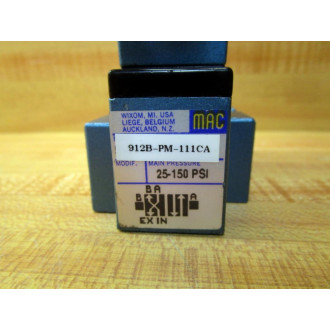 WIXOM, MI. USA
LIEGE, BELGIUM
AUCKLAND, N.Z.
MAC
912B-PM-111CA
MODIF. MAIN PRESSURE
25-150 PSI
B A
B A
EX IN